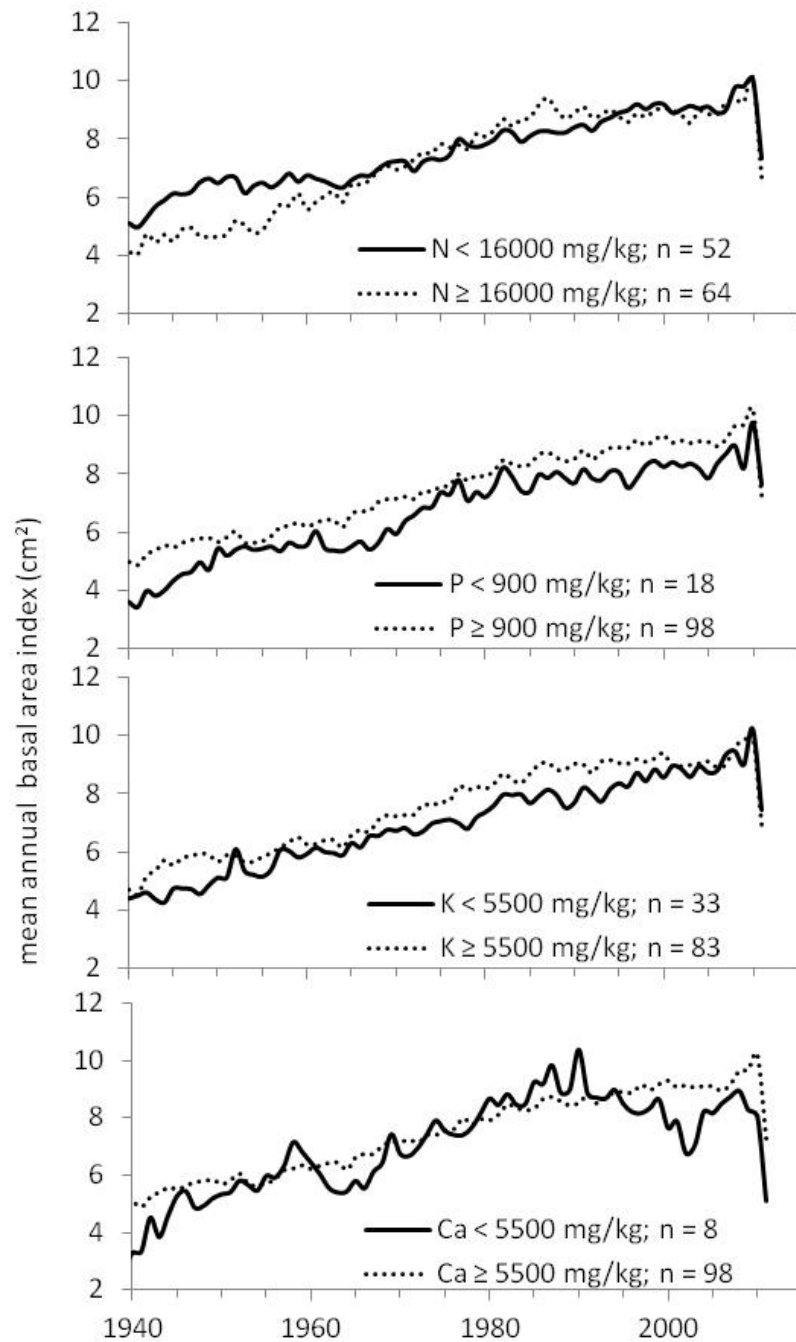 mean annual basal area index (cm²)
12
10
8
6
4
2
N < 16000 mg/kg; n = 52
N ≥ 16000 mg/kg; n = 64
12
10
8
6
4
2
P < 900 mg/kg; n = 18
P ≥ 900 mg/kg; n = 98
12
10
8
6
4
2
K < 5500 mg/kg; n = 33
K ≥ 5500 mg/kg; n = 83
12
10
8
6
4
2
Ca < 5500 mg/kg; n = 8
Ca ≥ 5500 mg/kg; n = 98
1940 1960 1980 2000